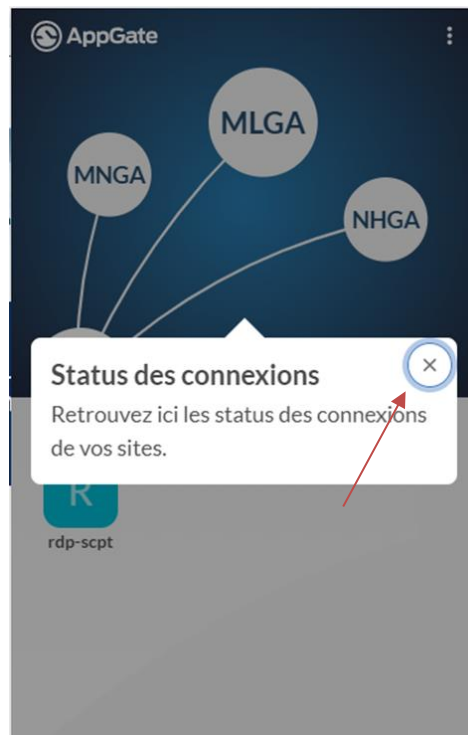 AppGate
MLGA
MNGA
NHGA
Status des connexions
Retrouvez ici les status des connexions
de vos sites.
R
rdp-scpt